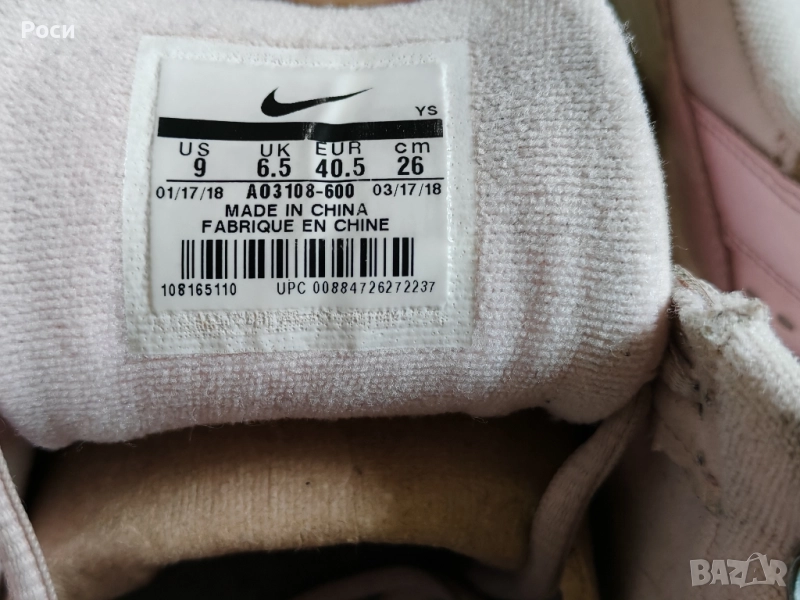 Роси
YS
US UK EUR cm
9 6.5 40.5 26
01/17/18 AO3108-600 03/17/18
MADE IN CHINA
FABRIQUE EN CHINE
108165110 UPC 00884726272237
BAZAR